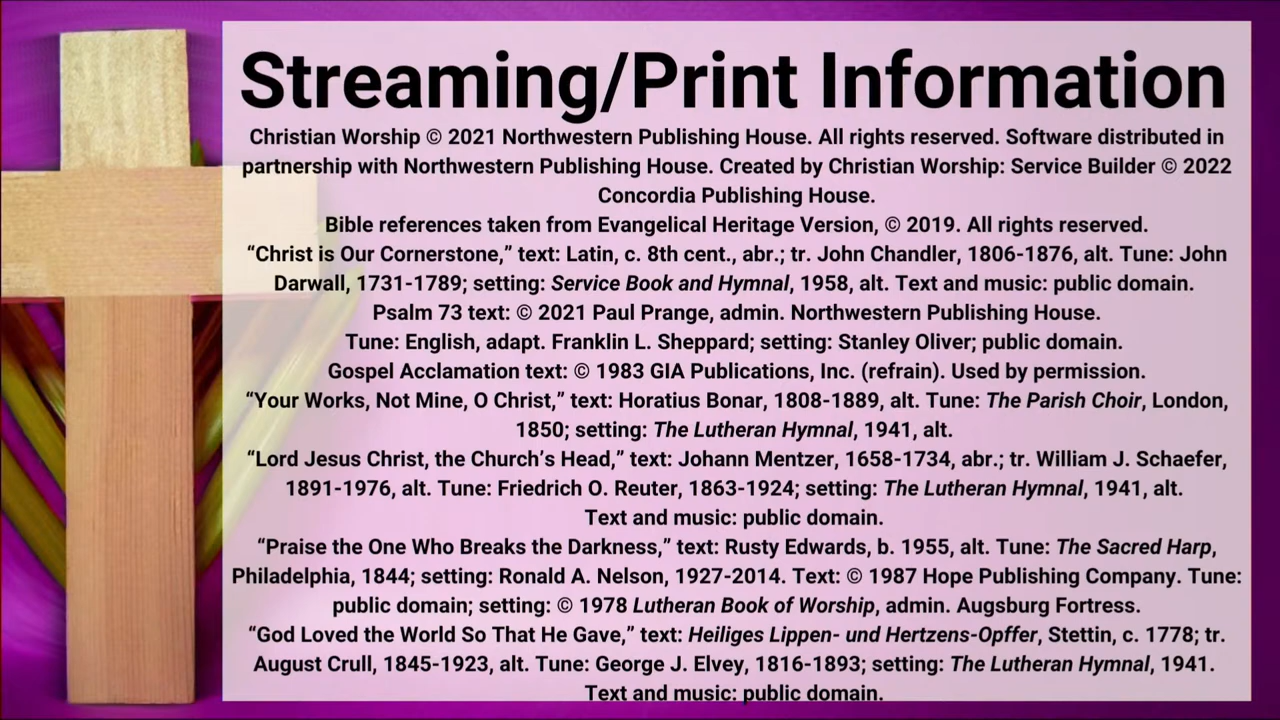 Streaming/Print Information
Christian Worship © 2021 Northwestern Publishing House. All rights reserved. Software distributed in
partnership with Northwestern Publishing House. Created by Christian Worship: Service Builder © 2022
Concordia Publishing House.
Bible references taken from Evangelical Heritage Version, © 2019. All rights reserved.
“Christ is Our Cornerstone,” text: Latin, c. 8th cent., abr.; tr. John Chandler, 1806-1876, alt. Tune: John
Darwall, 1731-1789; setting: Service Book and Hymnal, 1958, alt. Text and music: public domain.
Psalm 73 text: © 2021 Paul Prange, admin. Northwestern Publishing House.
Tune: English, adapt. Franklin L. Sheppard; setting: Stanley Oliver; public domain.
Gospel Acclamation text: © 1983 GIA Publications, Inc. (refrain). Used by permission.
“Your Works, Not Mine, O Christ,” text: Horatius Bonar, 1808-1889, alt. Tune: The Parish Choir, London,
1850; setting: The Lutheran Hymnal, 1941, alt.
“Lord Jesus Christ, the Church’s Head,” text: Johann Mentzer, 1658-1734, abr.; tr. William J. Schaefer,
1891-1976, alt. Tune: Friedrich O. Reuter, 1863-1924; setting: The Lutheran Hymnal, 1941, alt.
Text and music: public domain.
“Praise the One Who Breaks the Darkness,” text: Rusty Edwards, b. 1955, alt. Tune: The Sacred Harp,
Philadelphia, 1844; setting: Ronald A. Nelson, 1927-2014. Text: © 1987 Hope Publishing Company. Tune:
public domain; setting: © 1978 Lutheran Book of Worship, admin. Augsburg Fortress.
“God Loved the World So That He Gave,” text: Heiliges Lippen- und Hertzens-Opffer, Stettin, c. 1778; tr.
August Crull, 1845-1923, alt. Tune: George J. Elvey, 1816-1893; setting: The Lutheran Hymnal, 1941.
Text and music: public domain.